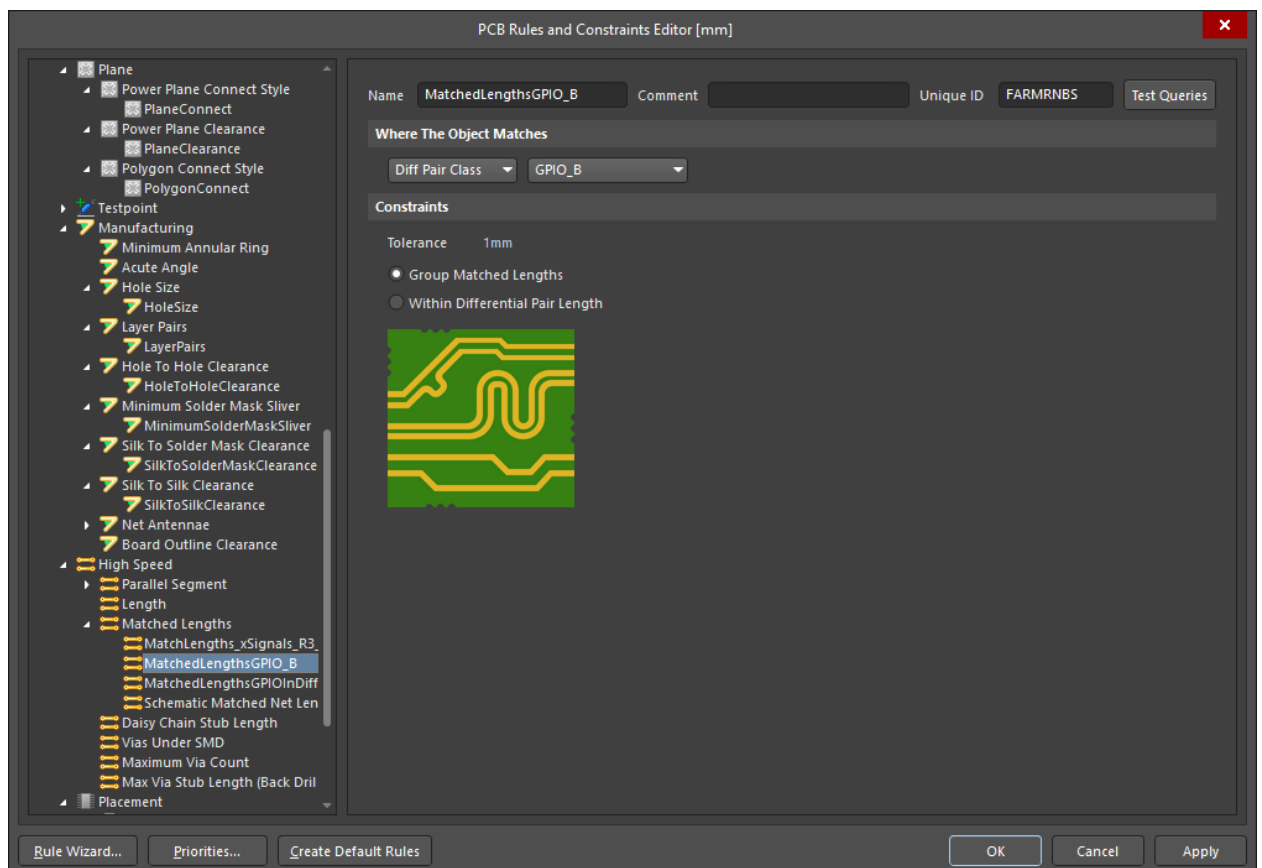 PCB Rules and Constraints Editor [mm]
Plane
Power Plane Connect Style
PlaneConnect
Power Plane Clearance
PlaneClearance
Polygon Connect Style
PolygonConnect
Testpoint
Manufacturing
Minimum Annular Ring
Acute Angle
Hole Size
HoleSize
Layer Pairs
LayerPairs
Hole To Hole Clearance
HoleToHoleClearance
Minimum Solder Mask Sliver
MinimumSolderMaskSliver
Silk To Solder Mask Clearance
SilkToSolderMaskClearance
Silk To Silk Clearance
SilkToSilkClearance
Net Antennae
Board Outline Clearance
High Speed
Parallel Segment
Length
Matched Lengths
MatchLengths_xSignals_R3_
MatchedLengthsGPIO_B
MatchedLengthsGPIOInDiff
Schematic Matched Net Len
Daisy Chain Stub Length
Vias Under SMD
Maximum Via Count
Max Via Stub Length (Back Dril
Placement
Name MatchedLengthsGPIO_B Comment Unique ID FARMRNBS Test Queries
Where The Object Matches
Diff Pair Class GPIO_B
Constraints
Tolerance 1mm
Group Matched Lengths
Within Differential Pair Length
Rule Wizard... Priorities... Create Default Rules OK Cancel Apply